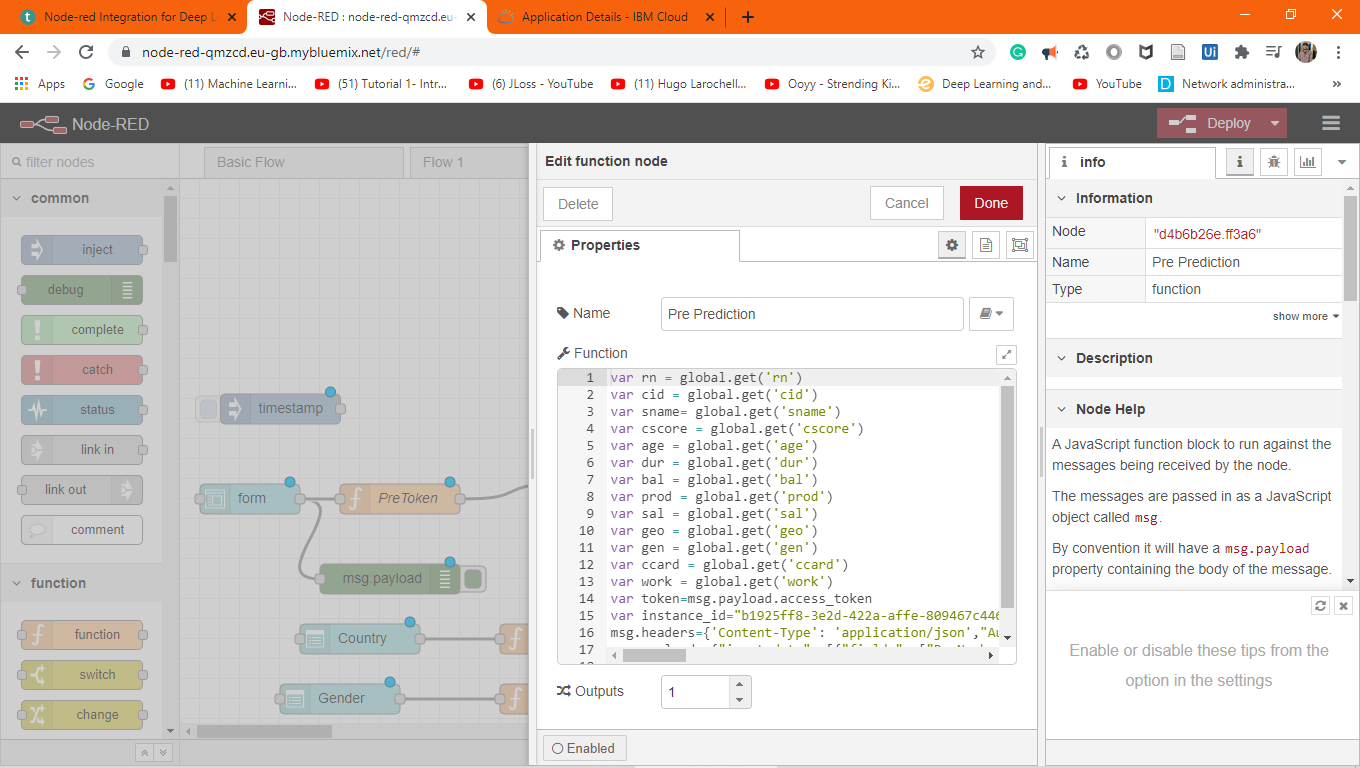 Node-red Integration for Deep L
Node-RED : node-red-qmzcd.eu-
Application Details - IBM Cloud
node-red-qmzcd.eu-gb.mybluemix.net/red/#
Apps
Google
(11) Machine Learni...
(51) Tutorial 1- Intr...
(6) JLoss - YouTube
(11) Hugo Larochell...
Ooyy - Strending Ki...
Deep Learning and...
YouTube
Network administra...
Node-RED
Deploy
filter nodes
common
inject
debug
complete
catch
status
link in
link out
comment
function
function
switch
change
Basic Flow
Flow 1
timestamp
form
PreToken
msg.payload
Country
Gender
Edit function node
Delete
Cancel
Done
Properties
Name
Pre Prediction
Function
1 var rn = global.get('rn')
2 var cid = global.get('cid')
3 var sname= global.get('sname')
4 var cscore = global.get('cscore')
5 var age = global.get('age')
6 var dur = global.get('dur')
7 var bal = global.get('bal')
8 var prod = global.get('prod')
9 var sal = global.get('sal')
10 var geo = global.get('geo')
11 var gen = global.get('gen')
12 var ccard = global.get('ccard')
13 var work = global.get('work')
14 var token=msg.payload.access_token
15 var instance_id="b1925ff8-3e2d-422a-affe-809467c446
16 msg.headers={'Content-Type': 'application/json',"Au
17
Outputs
1
Enabled
info
Information
Node "d4b6b26e.ff3a6"
Name Pre Prediction
Type function
show more
Description
Node Help
A JavaScript function block to run against the
messages being received by the node.
The messages are passed in as a JavaScript
object called msg.
By convention it will have a msg.payload
property containing the body of the message.
Enable or disable these tips from the
option in the settings